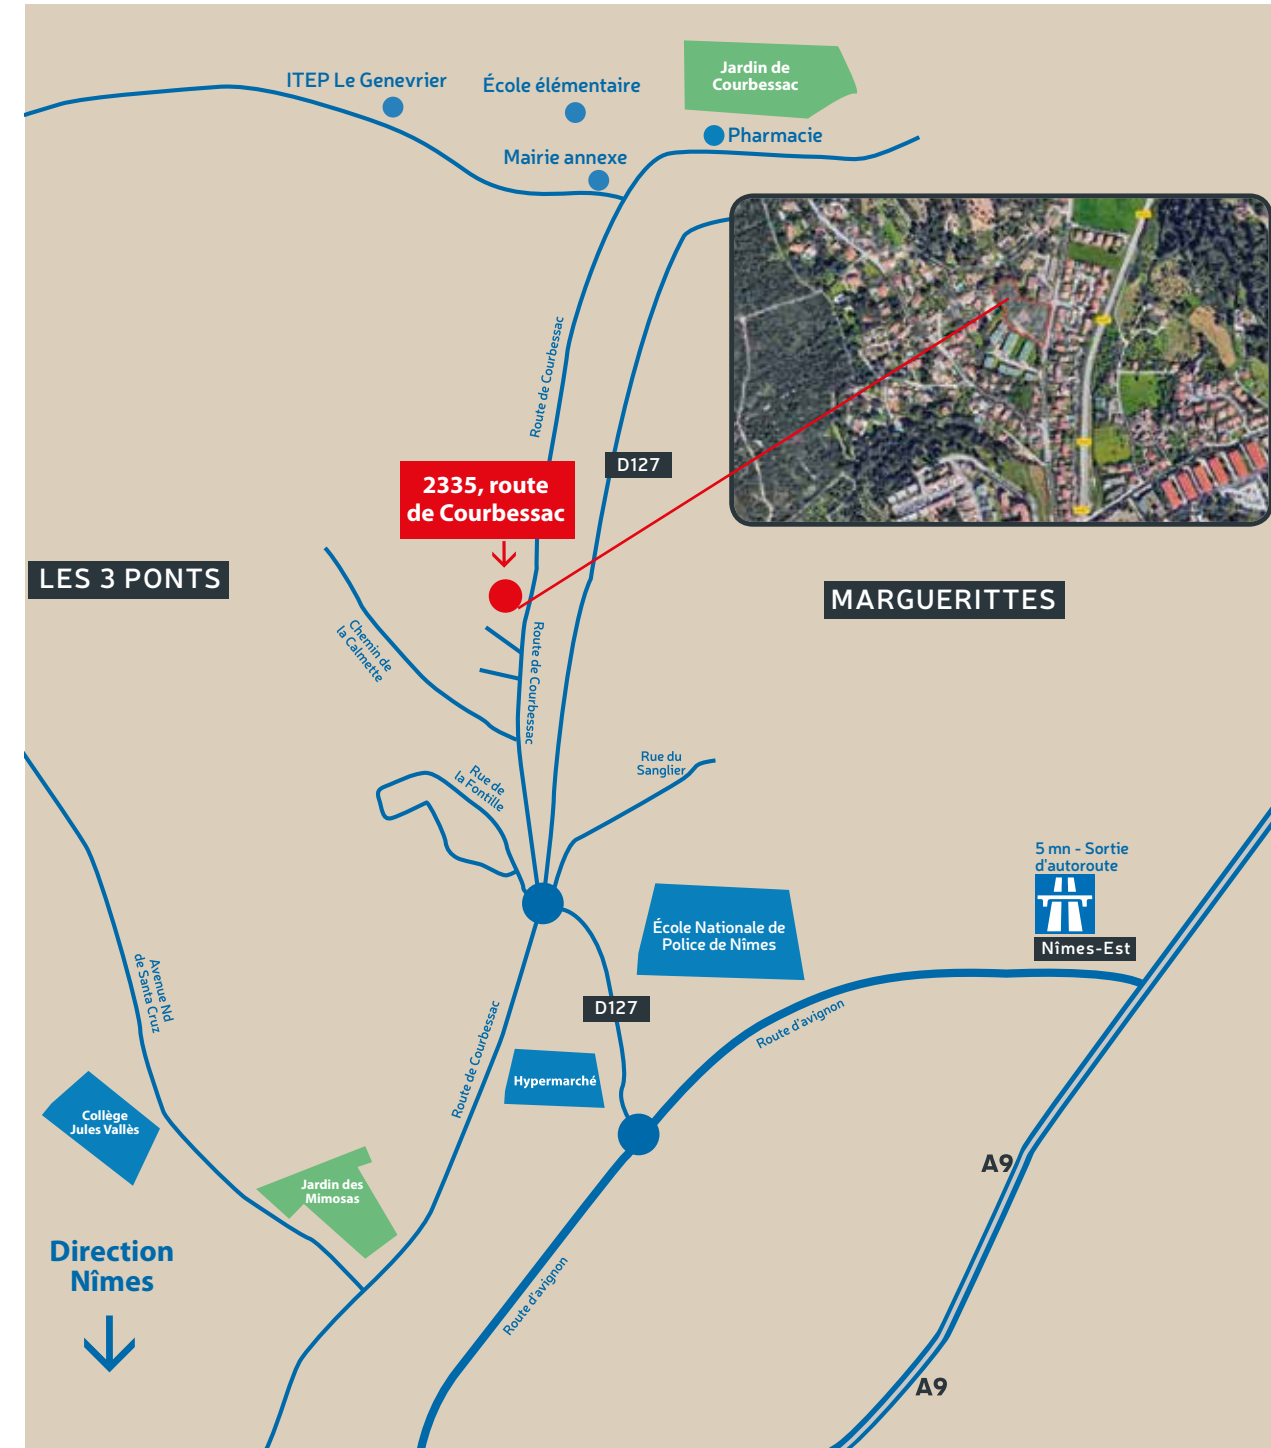 ITEP Le Genevrier
École élémentaire
Jardin de
Courbessac
Pharmacie
Mairie annexe
Route de Courbessac
D127
2335, route
de Courbessac
LES 3 PONTS
MARGUERITTES
Chemin de
la Calmette
Route de Courbessac
Rue du
Sanglier
Rue de
la Fontille
5 mn - Sortie
d'autoroute
Nîmes-Est
École Nationale de
Police de Nîmes
Avenue Nd
de Santa Cruz
D127
Route d'avignon
Route de Courbessac
Hypermarché
Collège
Jules Vallès
A9
Jardin des
Mimosas
Direction
Nîmes
Route d'avignon
A9